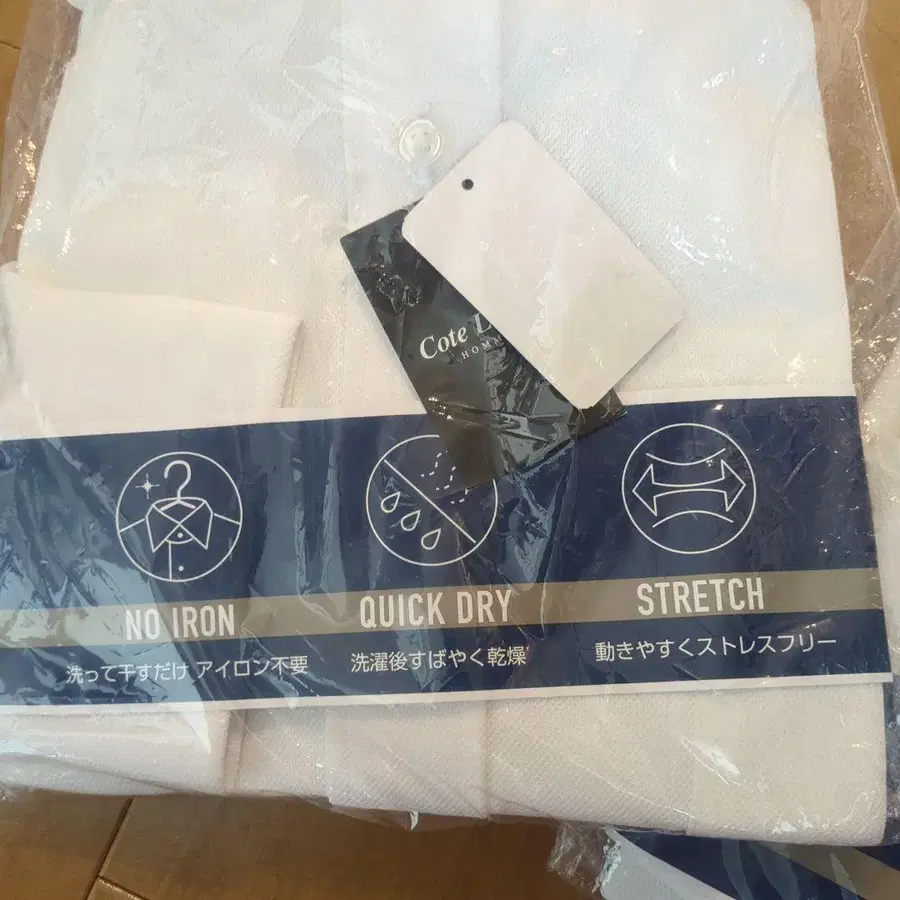 Cote
HOMM
NO IRON
洗って干すだけ アイロン不要
QUICK DRY
洗濯後すばやく乾燥
STRETCH
動きやすくストレスフリー